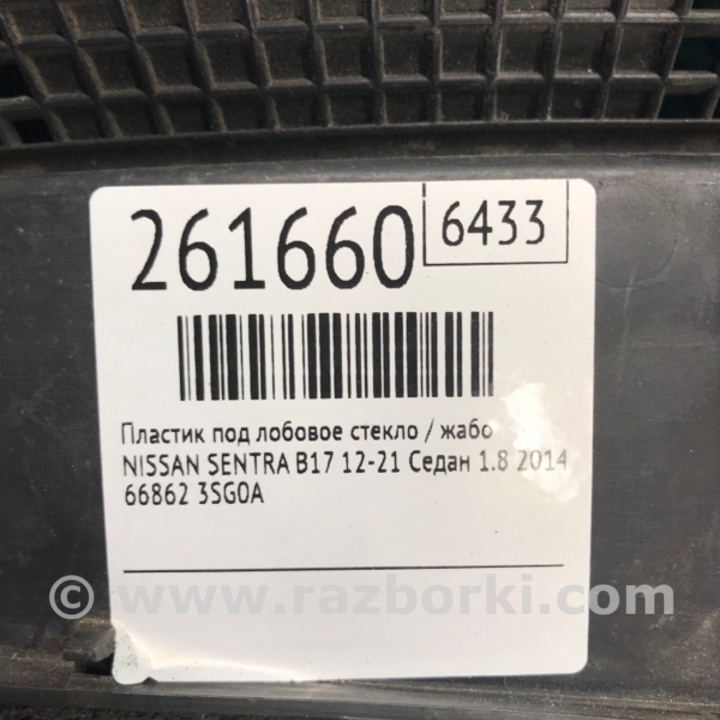 261660
6433
Пластик под лобовое стекло / жабо
NISSAN SENTRA B17 12-21 Седан 1.8 2014
66862 3SG0A
© www.razborki.com